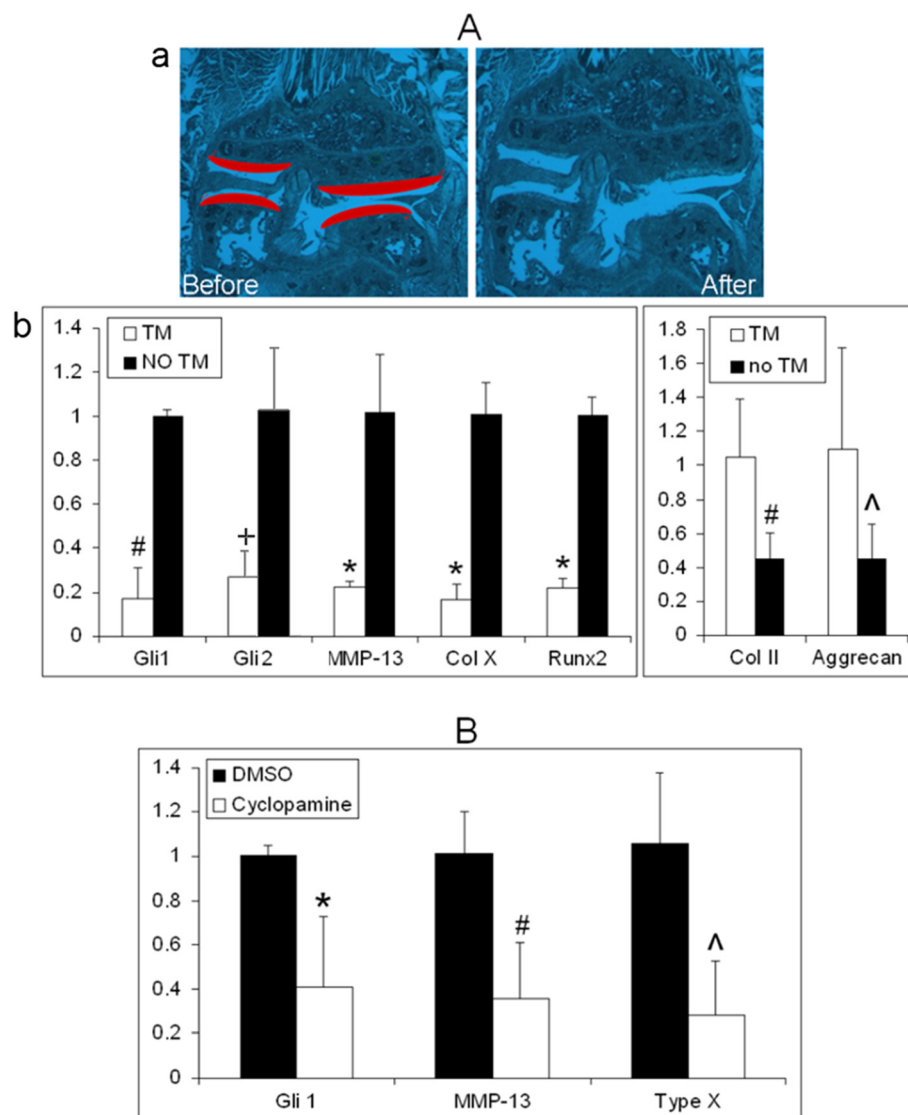 A
a
Before
After
b
1.4
1.2
1
0.8
0.6
0.4
0.2
0
TM
NO TM
#
+
*
*
*
Gli1 Gli2 MMP-13 Col X Runx2
1.8
1.6
1.4
1.2
1
0.8
0.6
0.4
0.2
0
TM
no TM
#
^
Col II Aggrecan
B
1.4
1.2
1
0.8
0.6
0.4
0.2
0
DMSO
Cyclopamine
*
#
^
Gli 1 MMP-13 Type X